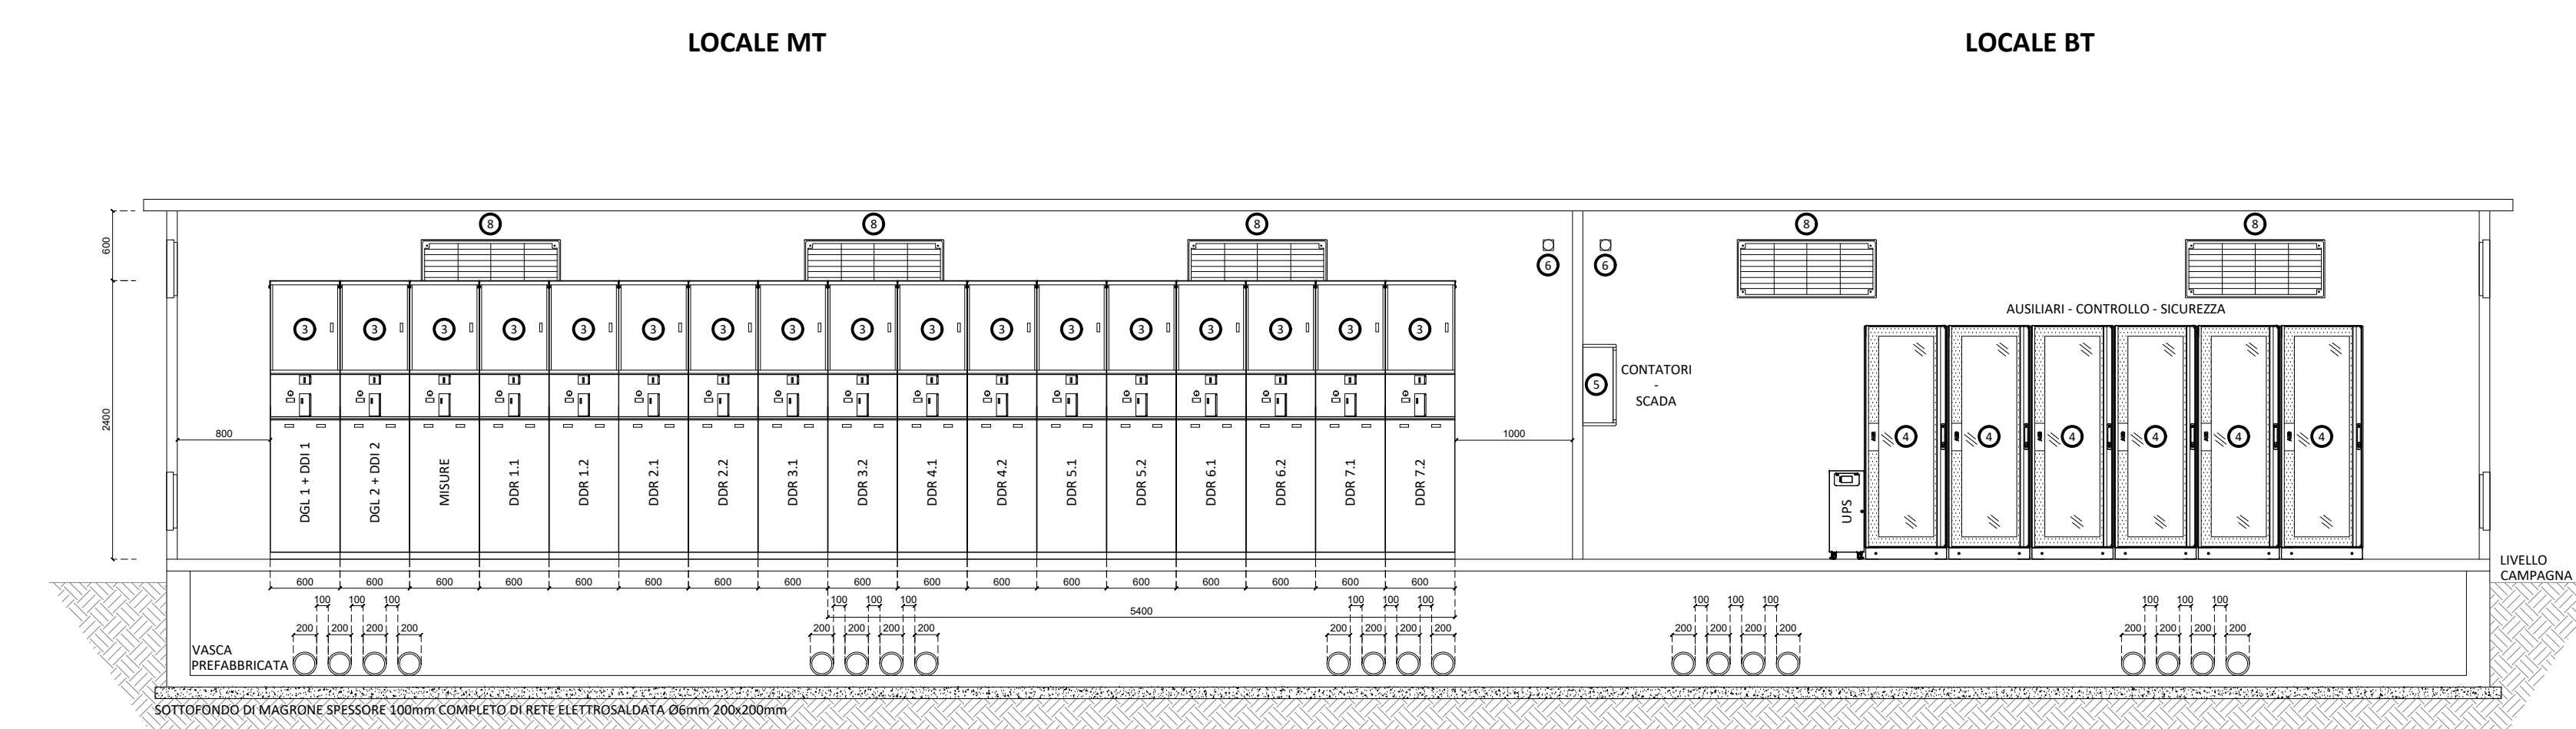 LOCALE MT
LOCALE BT
8 8 8 8 8
600
6 6
AUSILIARI - CONTROLLO - SICUREZZA
3 3 3 3 3 3 3 3 3 3 3 3 3 3 3 3 3
CONTATORI
-
SCADA
5
2400
800
1000
4 4 4 4 4 4
DGL 1 + DDI 1
DGL 2 + DDI 2
MISURE
DDR 1.1
DDR 1.2
DDR 2.1
DDR 2.2
DDR 3.1
DDR 3.2
DDR 4.1
DDR 4.2
DDR 5.1
DDR 5.2
DDR 6.1
DDR 6.2
DDR 7.1
DDR 7.2
UPS
LIVELLO
CAMPAGNA
600 600 600 600 600 600 600 600 600 600 600 600 600 600 600 600 600
100 100 100 100 100 100 100 100 100 100 100 100 100 100 100
5400
200 200 200 200 200 200 200 200 200 200 200 200 200 200 200 200 200 200 200 200
VASCA
PREFABBRICATA
SOTTOFONDO DI MAGRONE SPESSORE 100mm COMPLETO DI RETE ELETTROSALDATA Ø6mm 200x200mm